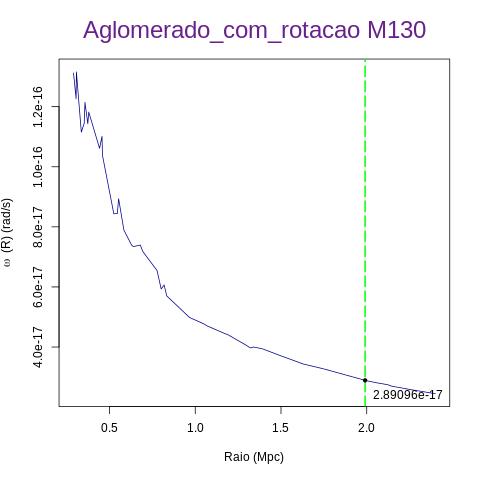 Aglomerado_com_rotacao M130
ω (R) (rad/s)
1.2e-16
1.0e-16
8.0e-17
6.0e-17
4.0e-17
2.89096e-17
0.5 1.0 1.5 2.0
Raio (Mpc)